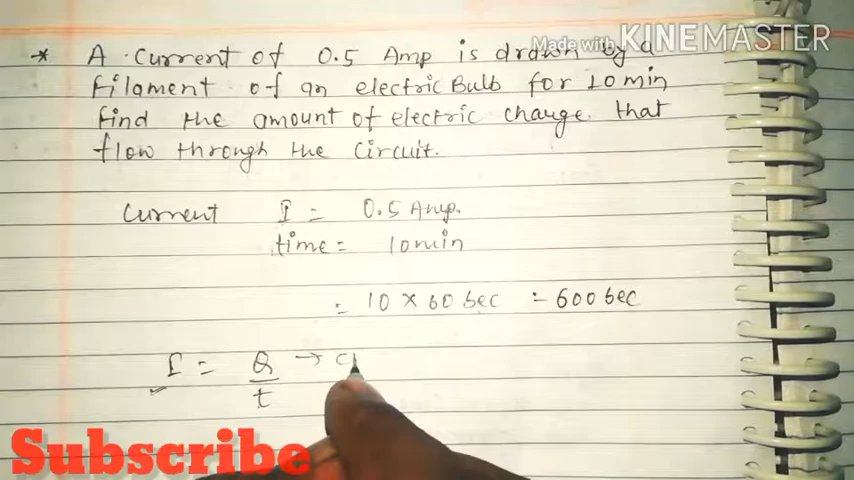 Made with KINEMASTER
* A current of 0.5 Amp is drawn by a
filament of an electric Bulb for 10 min
find the amount of electric charge that
flow through the circuit.
current I = 0.5 Amp.
time = 10 min
= 10 × 60 sec = 600 sec
I = Q/t → c
Subscribe